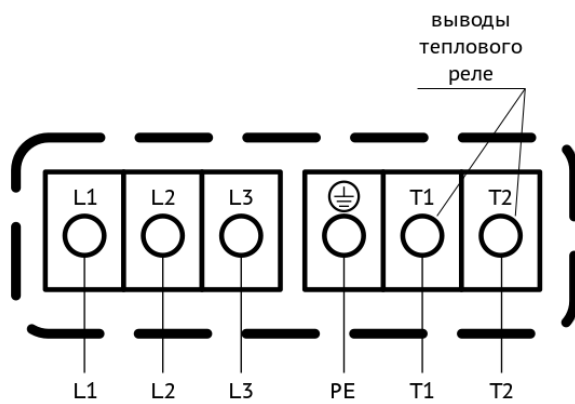 выводы
теплового
реле
L1 L2 L3 T1 T2
L1 L2 L3 PE T1 T2